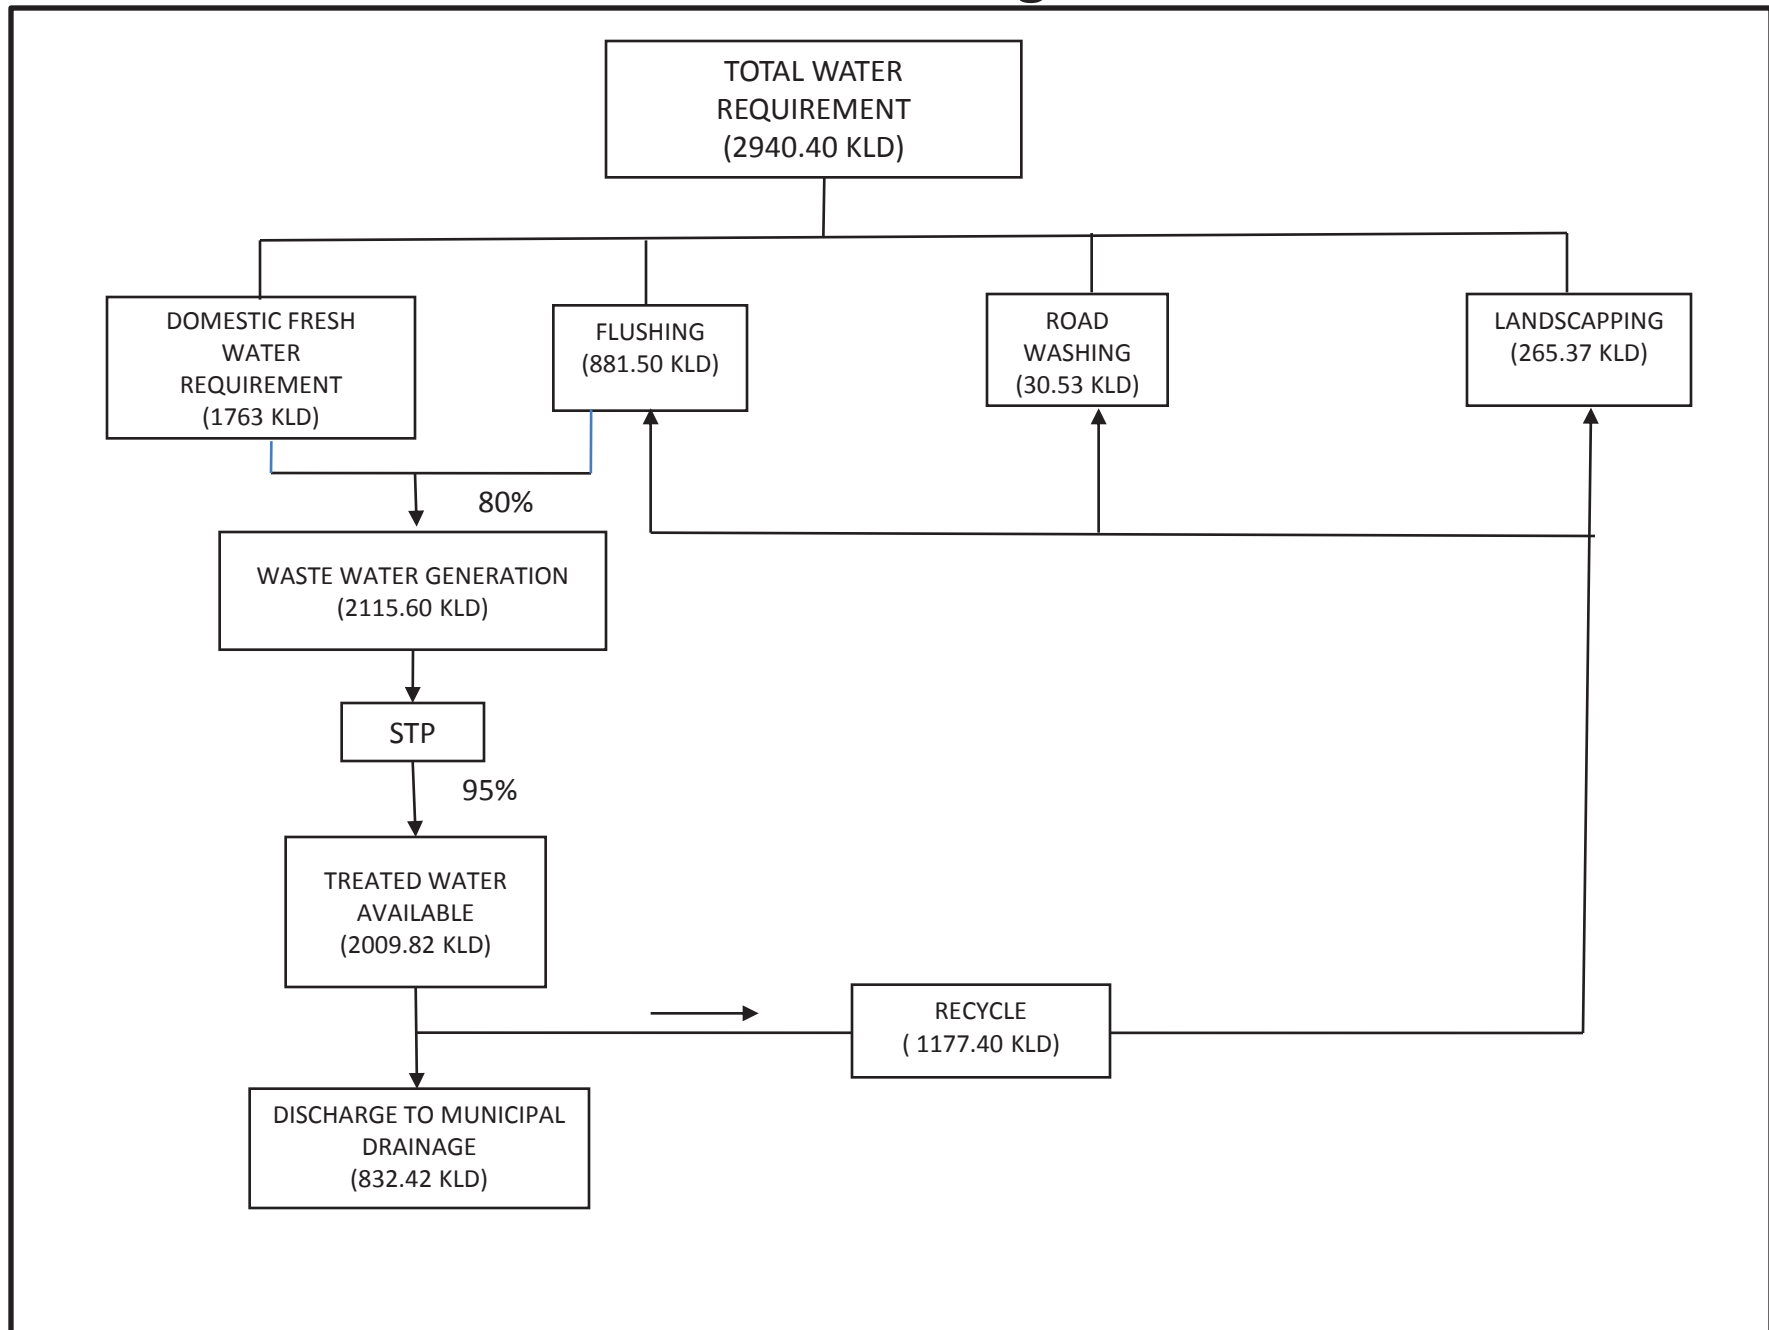 TOTAL WATER
REQUIREMENT
(2940.40 KLD)
DOMESTIC FRESH
WATER
REQUIREMENT
(1763 KLD)
FLUSHING
(881.50 KLD)
ROAD
WASHING
(30.53 KLD)
LANDSCAPPING
(265.37 KLD)
80%
WASTE WATER GENERATION
(2115.60 KLD)
STP
95%
TREATED WATER
AVAILABLE
(2009.82 KLD)
RECYCLE
( 1177.40 KLD)
DISCHARGE TO MUNICIPAL
DRAINAGE
(832.42 KLD)